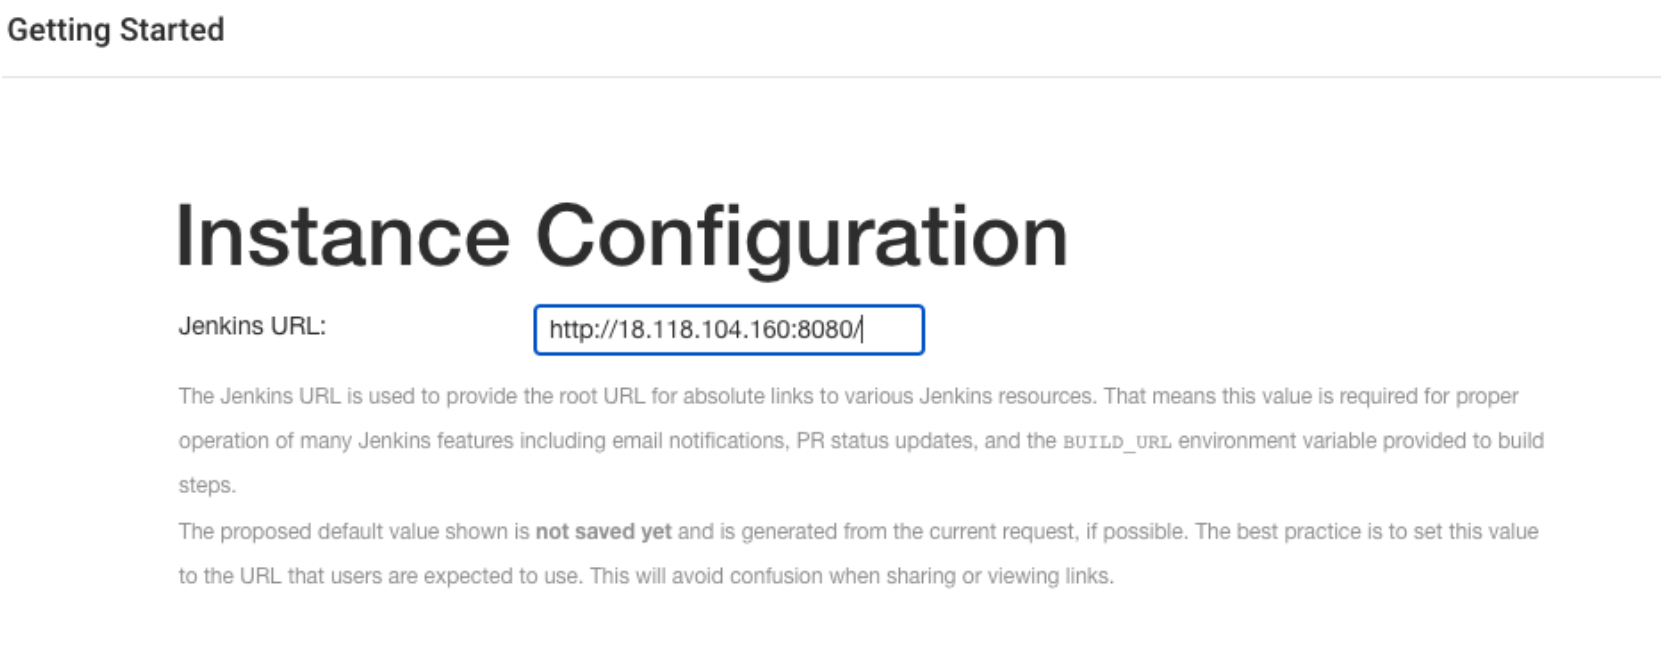 Getting Started
Instance Configuration
Jenkins URL: http://18.118.104.160:8080/
The Jenkins URL is used to provide the root URL for absolute links to various Jenkins resources. That means this value is required for proper
operation of many Jenkins features including email notifications, PR status updates, and the BUILD_URL environment variable provided to build
steps.
The proposed default value shown is not saved yet and is generated from the current request, if possible. The best practice is to set this value
to the URL that users are expected to use. This will avoid confusion when sharing or viewing links.